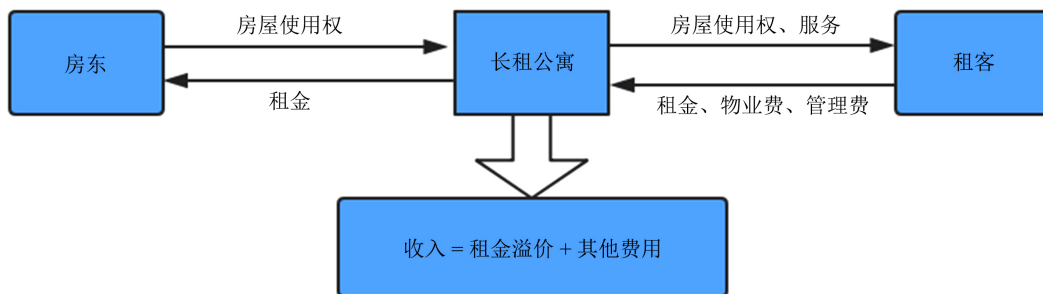 房屋使用权
房屋使用权、服务
房东
长租公寓
租客
租金
租金、物业费、管理费
收入 = 租金溢价 + 其他费用